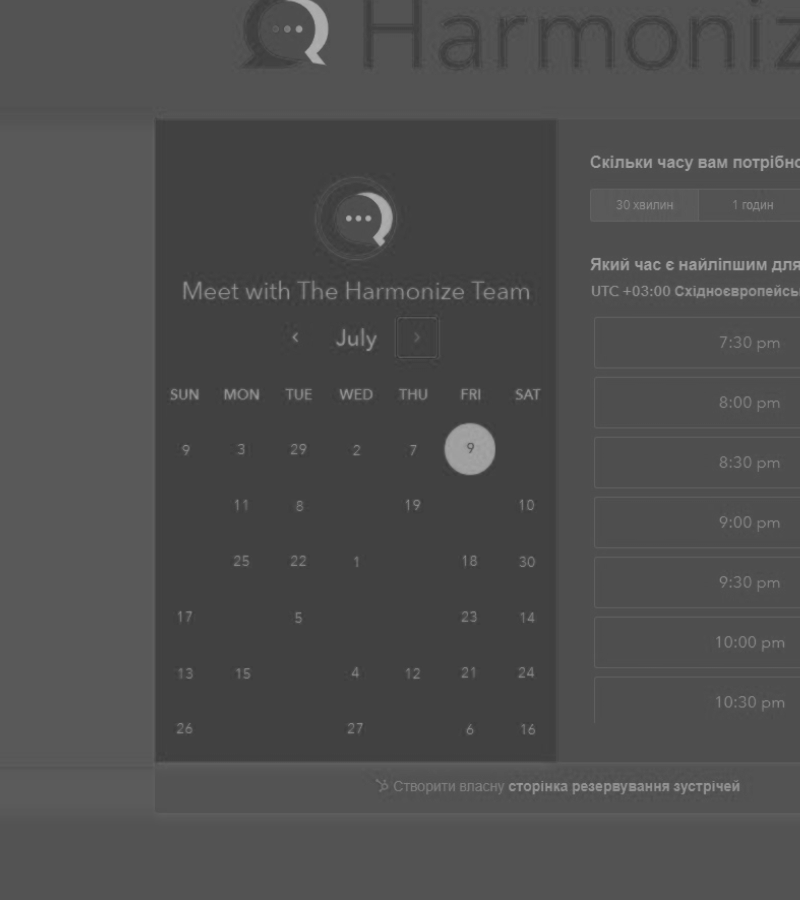 Harmoniz
Meet with The Harmonize Team
‹ July ›
SUN MON TUE WED THU FRI SAT
9 3 29 2 7 9
11 8 19 10
25 22 1 18 30
17 5 23 14
13 15 4 12 21 24
26 27 6 16
Скільки часу вам потрібно
30 хвилин 1 годин
Який час є найліпшим для
UTC +03:00 Східноєвропейсь
7:30 pm
8:00 pm
8:30 pm
9:00 pm
9:30 pm
10:00 pm
10:30 pm
Створити власну сторінка резервування зустрічей